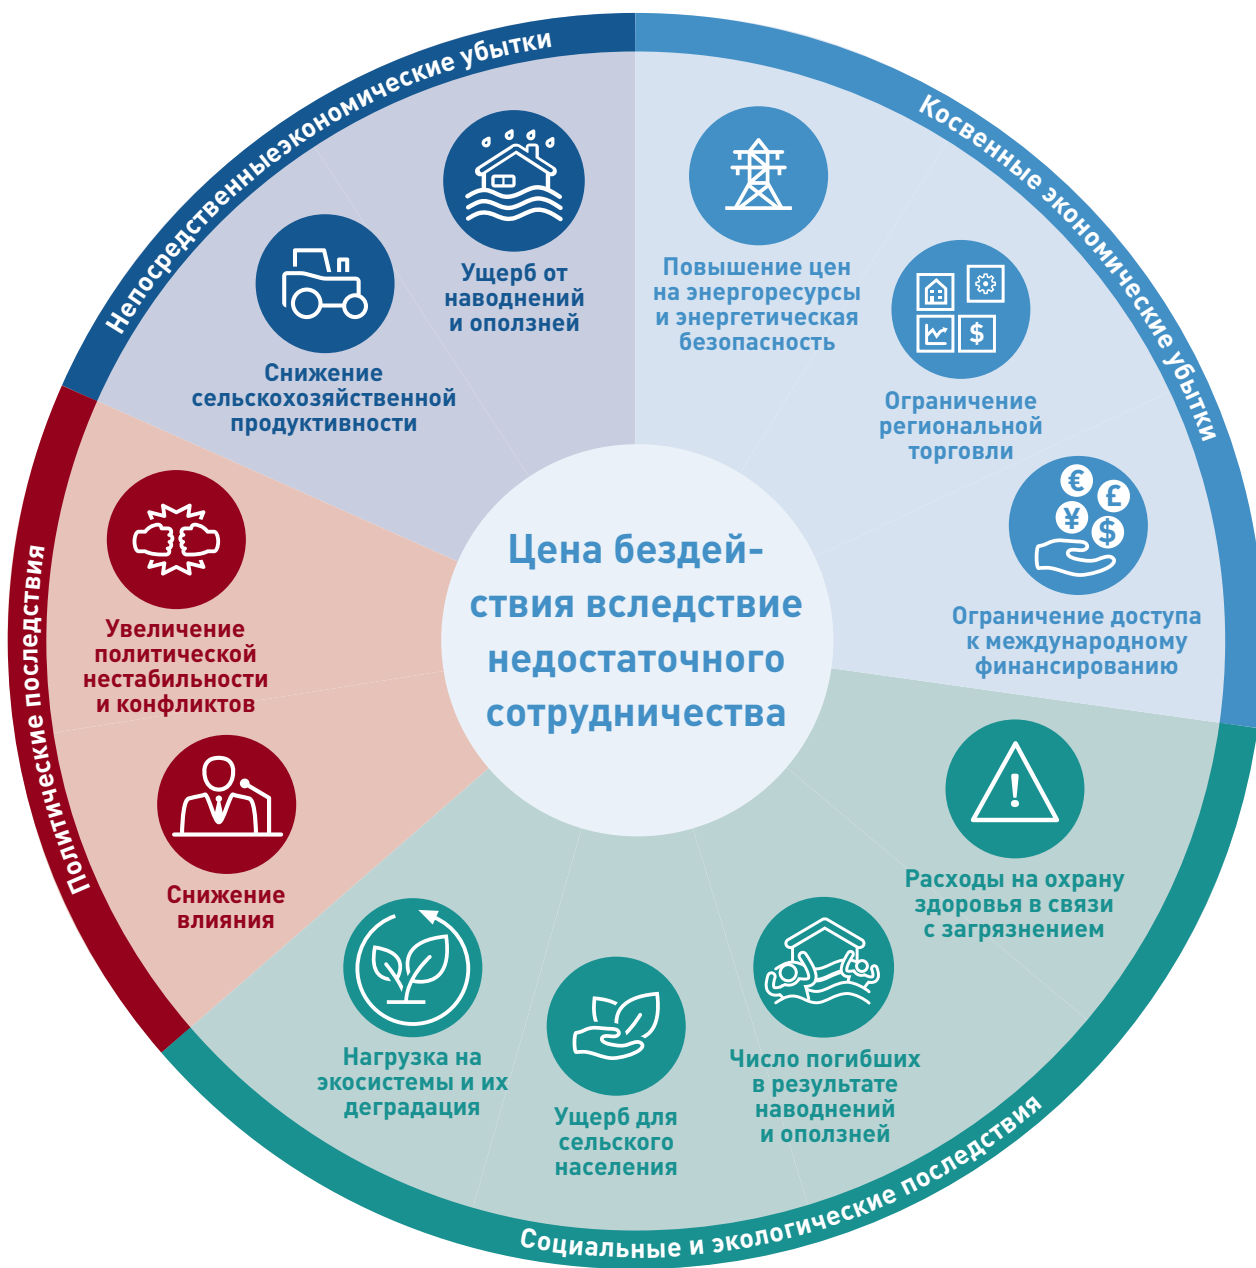 Непосредственныеэкономические убытки
Косвенные экономические убытки
Ущерб от
наводнений
и оползней
Снижение
сельскохозяйственной
продуктивности
Повышение цен
на энергоресурсы
и энергетическая
безопасность
$
Ограничение
региональной
торговли
€
£
¥
$
Ограничение доступа
к международному
финансированию
Цена бездей-
ствия вследствие
недостаточного
сотрудничества
Политические последствия
Увеличение
политической
нестабильности
и конфликтов
Снижение
влияния
!
Расходы на охрану
здоровья в связи
с загрязнением
Число погибших
в результате
наводнений
и оползней
Ущерб для
сельского
населения
Нагрузка на
экосистемы и их
деградация
Социальные и экологические последствия